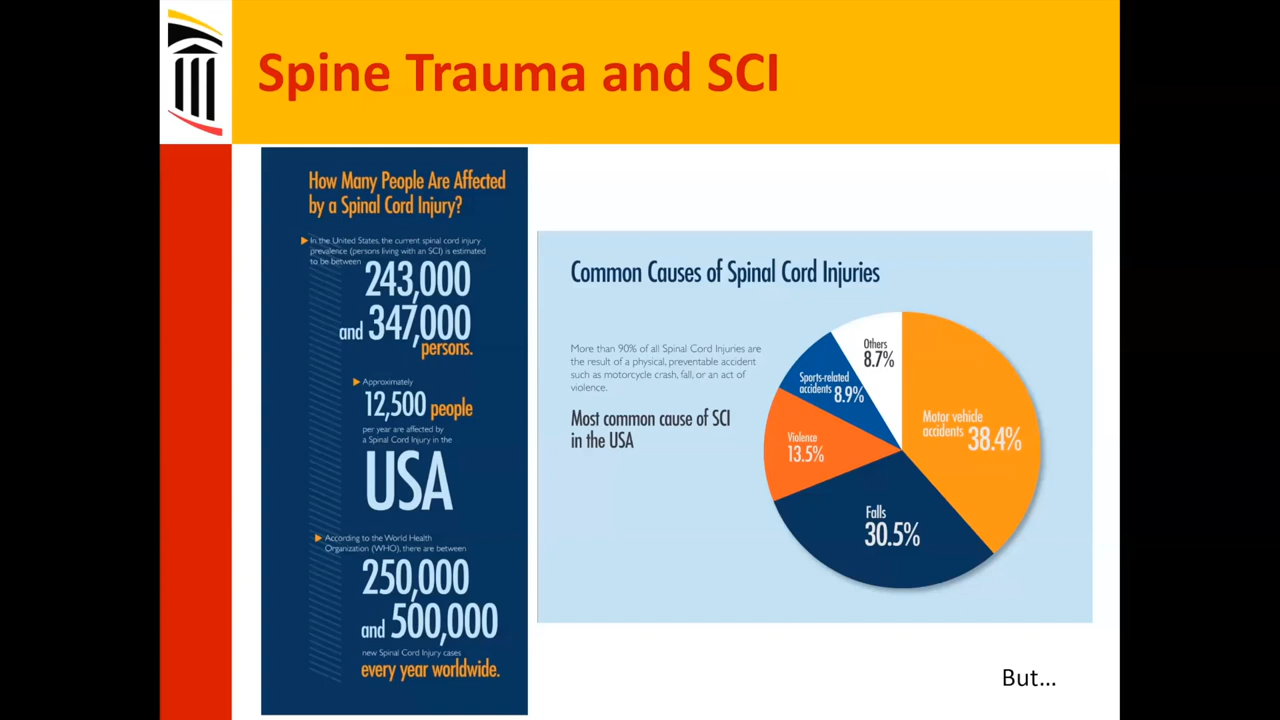 Spine Trauma and SCI
How Many People Are Affected
by a Spinal Cord Injury?
In the United States, the current spinal cord injury
prevalence (persons living with an SCI) is estimated
to be between
243,000
and 347,000
persons.
Approximately
12,500 people
per year are affected by
a Spinal Cord Injury in the
USA
According to the World Health
Organization (WHO), there are between
250,000
and 500,000
new Spinal Cord Injury cases
every year worldwide.
Common Causes of Spinal Cord Injuries
More than 90% of all Spinal Cord Injuries are
the result of a physical, preventable accident
such as motorcycle crash, fall, or an act of
violence.
Most common cause of SCI
in the USA
Others
8.7%
Sports-related
accidents 8.9%
Motor vehicle
accidents 38.4%
Violence
13.5%
Falls
30.5%
But...